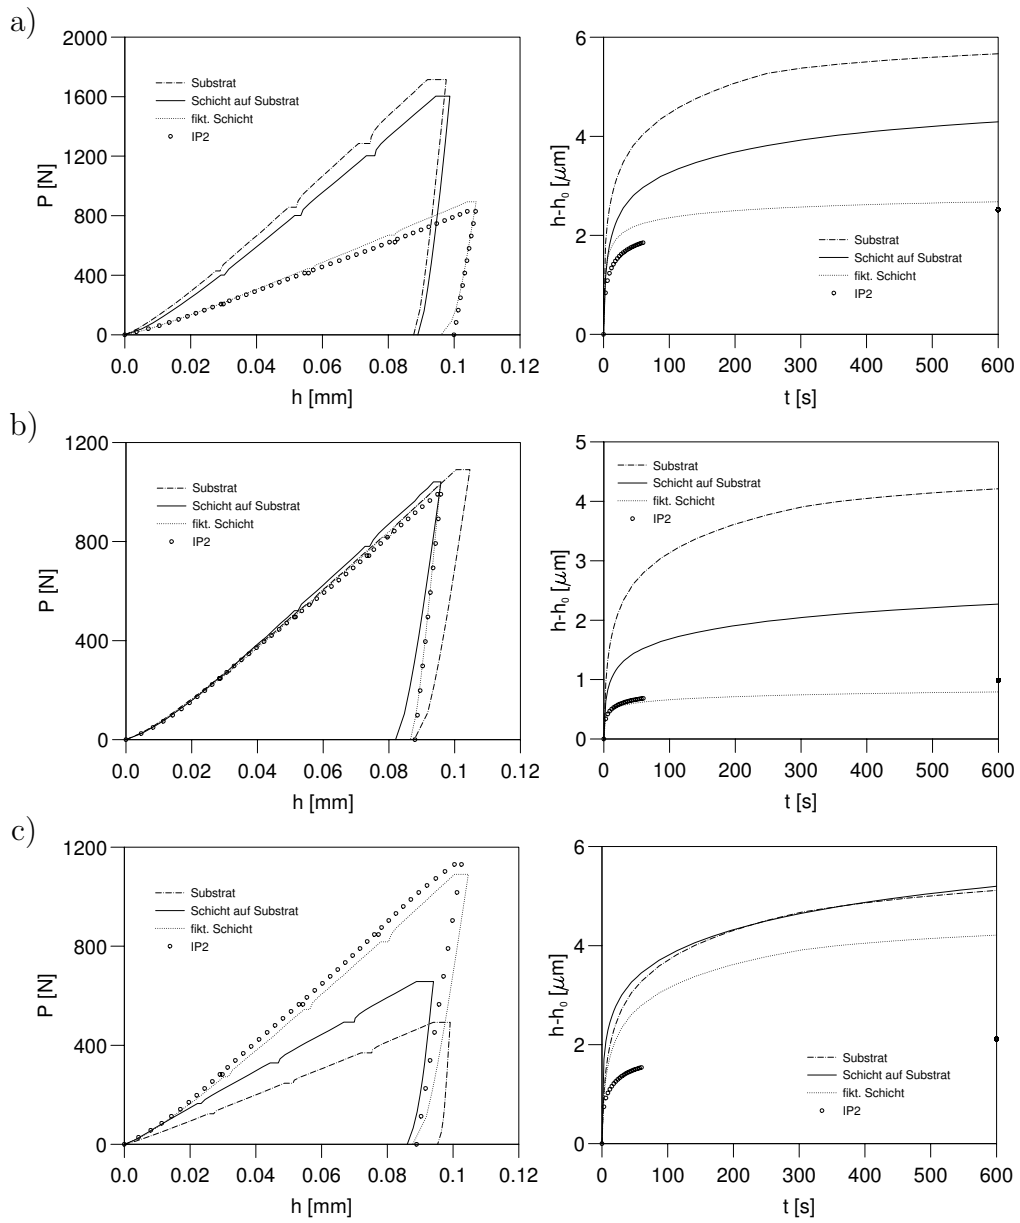 a)
2000
1600
1200
800
400
0
P [N]
Substrat
Schicht auf Substrat
fikt. Schicht
IP2
0.0 0.02 0.04 0.06 0.08 0.1 0.12
h [mm]
6
4
2
0
h-h0 [μm]
Substrat
Schicht auf Substrat
fikt. Schicht
IP2
0 100 200 300 400 500 600
t [s]
b)
1200
800
400
0
P [N]
Substrat
Schicht auf Substrat
fikt. Schicht
IP2
0.0 0.02 0.04 0.06 0.08 0.1 0.12
h [mm]
5
4
3
2
1
0
h-h0 [μm]
Substrat
Schicht auf Substrat
fikt. Schicht
IP2
0 100 200 300 400 500 600
t [s]
c)
1200
800
400
0
P [N]
Substrat
Schicht auf Substrat
fikt. Schicht
IP2
0.0 0.02 0.04 0.06 0.08 0.1 0.12
h [mm]
6
4
2
0
h-h0 [μm]
Substrat
Schicht auf Substrat
fikt. Schicht
IP2
0 100 200 300 400 500 600
t [s]